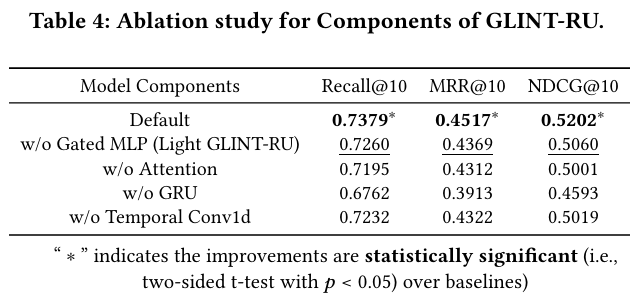 Table 4: Ablation study for Components of GLINT-RU.
Model Components Recall@10 MRR@10 NDCG@10
Default 0.7379* 0.4517* 0.5202*
w/o Gated MLP (Light GLINT-RU) 0.7260 0.4369 0.5060
w/o Attention 0.7195 0.4312 0.5001
w/o GRU 0.6762 0.3913 0.4593
w/o Temporal Conv1d 0.7232 0.4322 0.5019
“ * ” indicates the improvements are statistically significant (i.e.,
two-sided t-test with p < 0.05) over baselines)